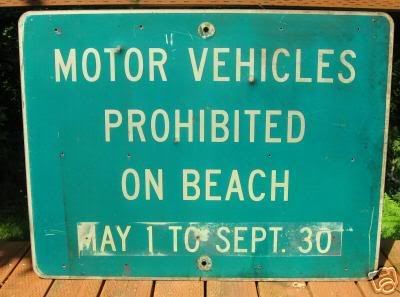 MOTOR VEHICLES
PROHIBITED
ON BEACH
MAY 1 TO SEPT. 30